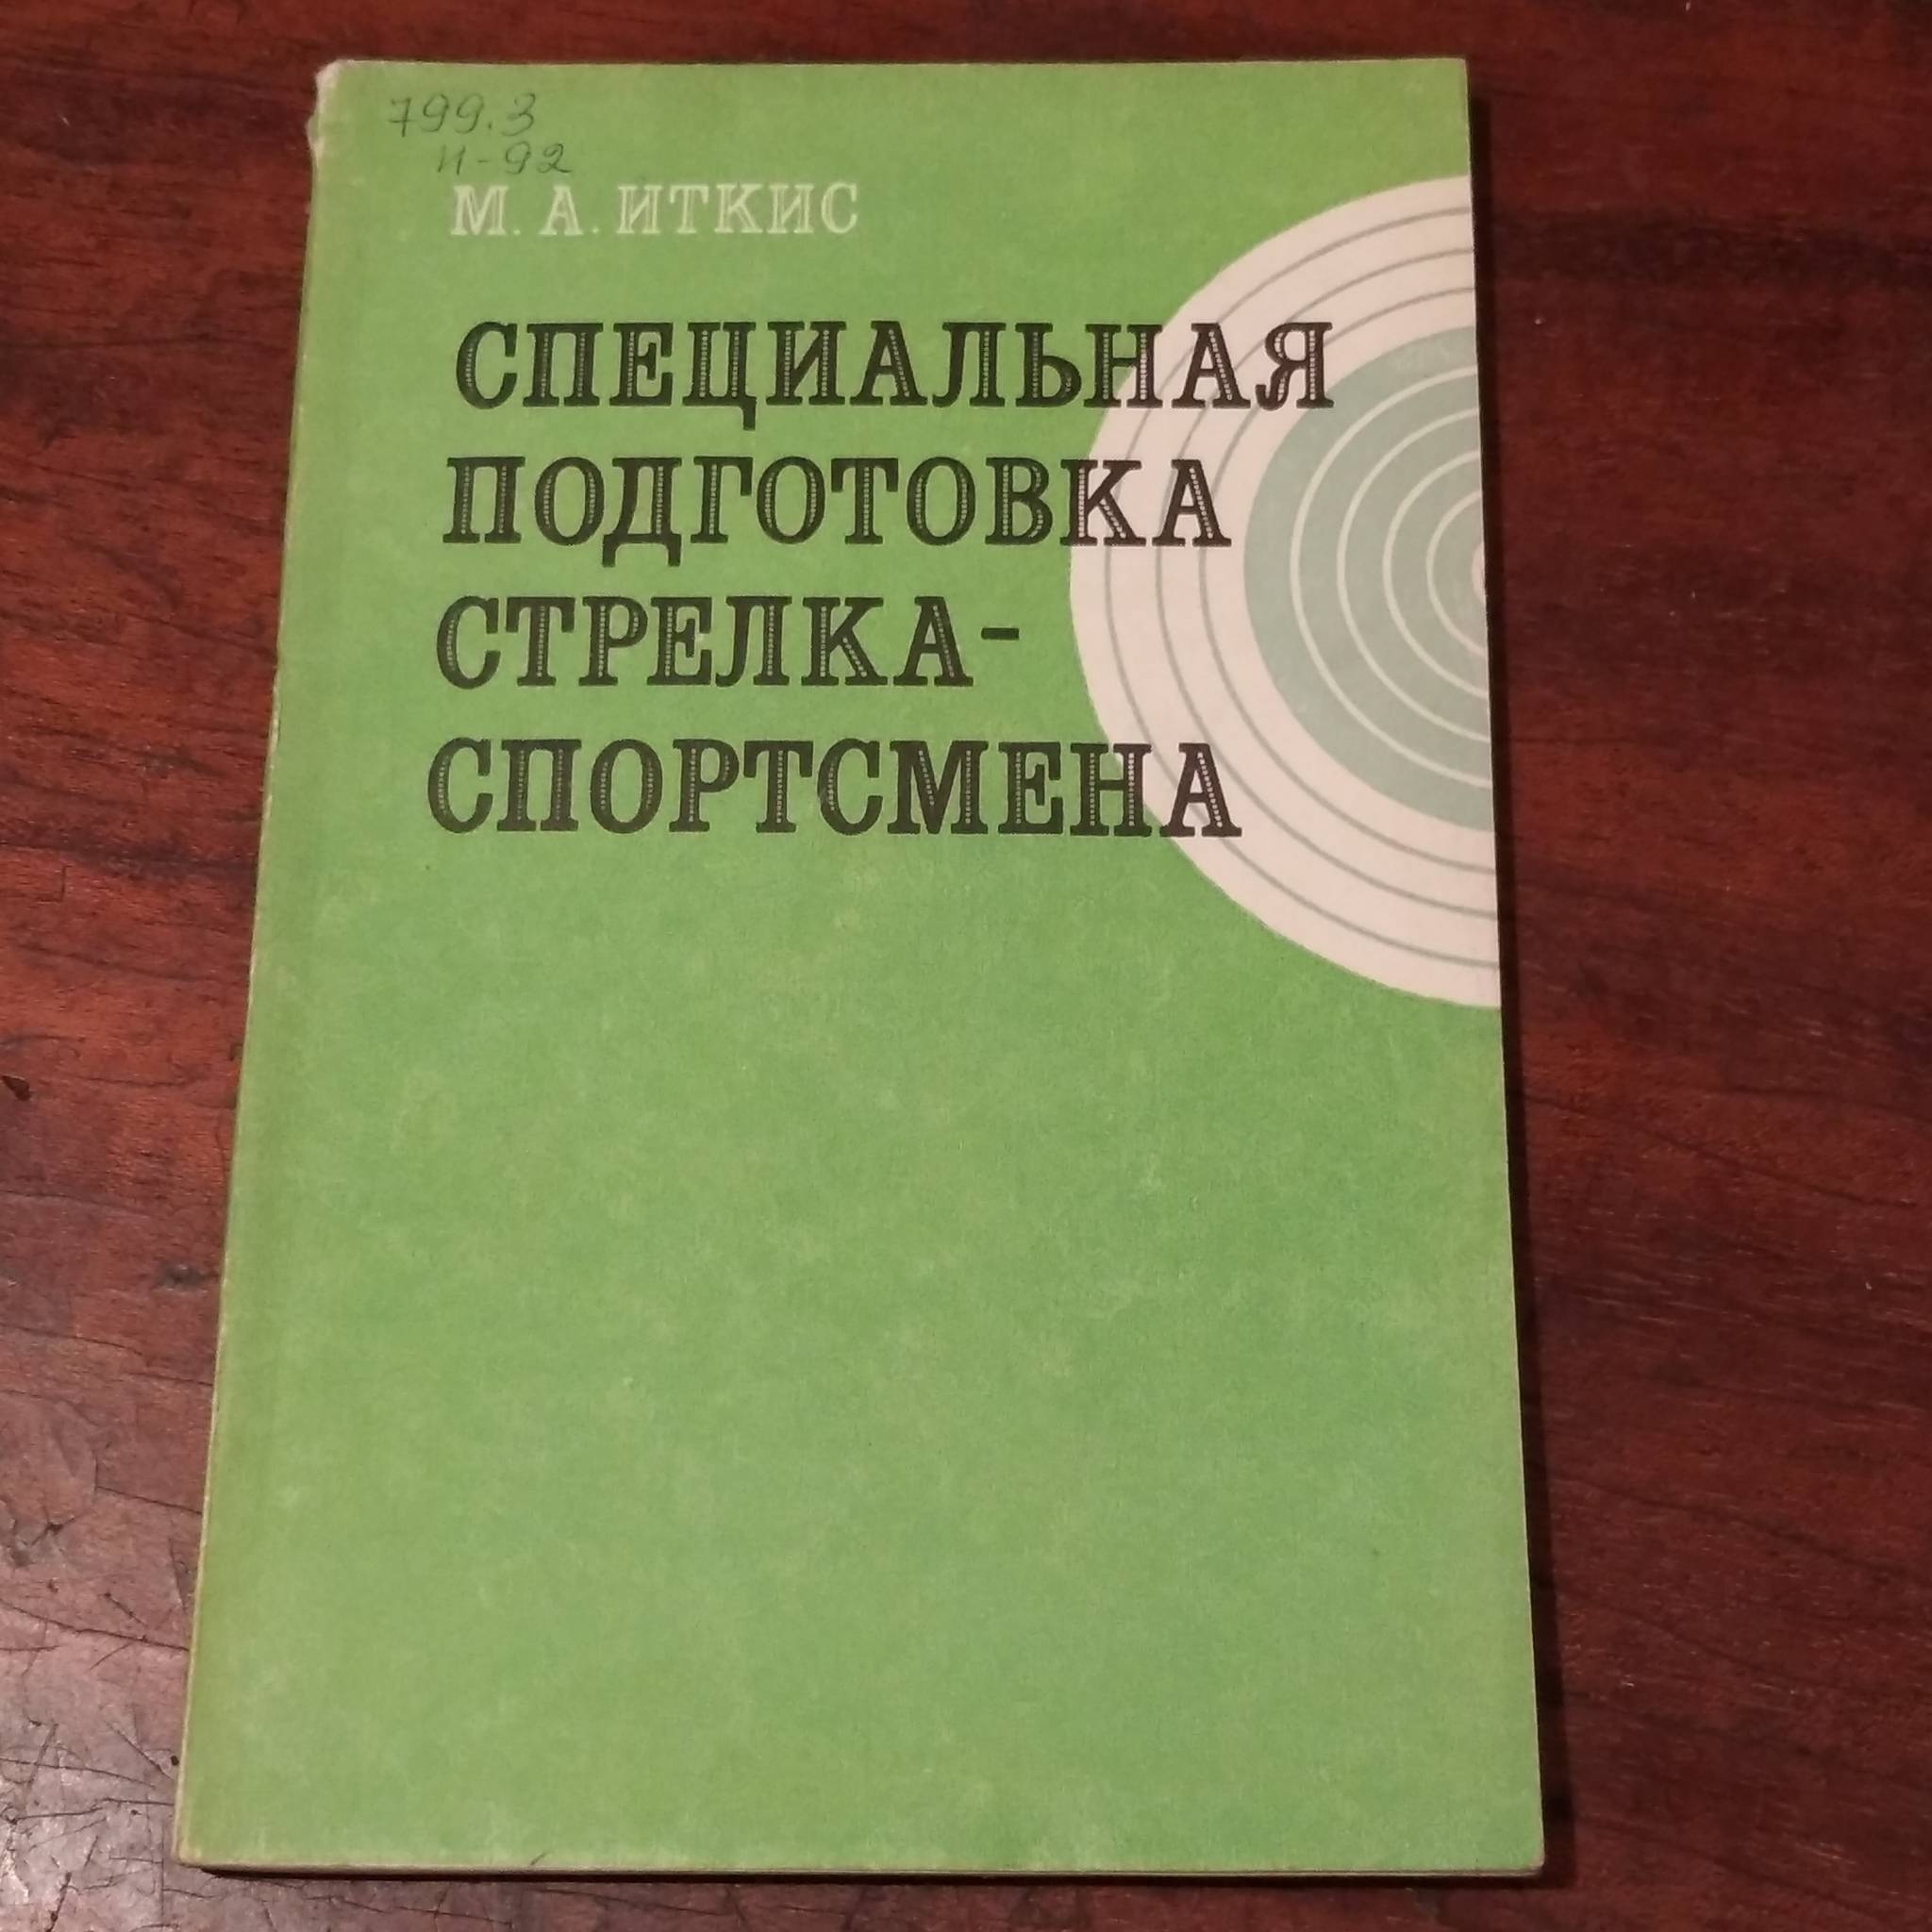 799.3
И-92
М. А. ИТКИС
СПЕЦИАЛЬНАЯ
ПОДГОТОВКА
СТРЕЛКА-
СПОРТСМЕНА